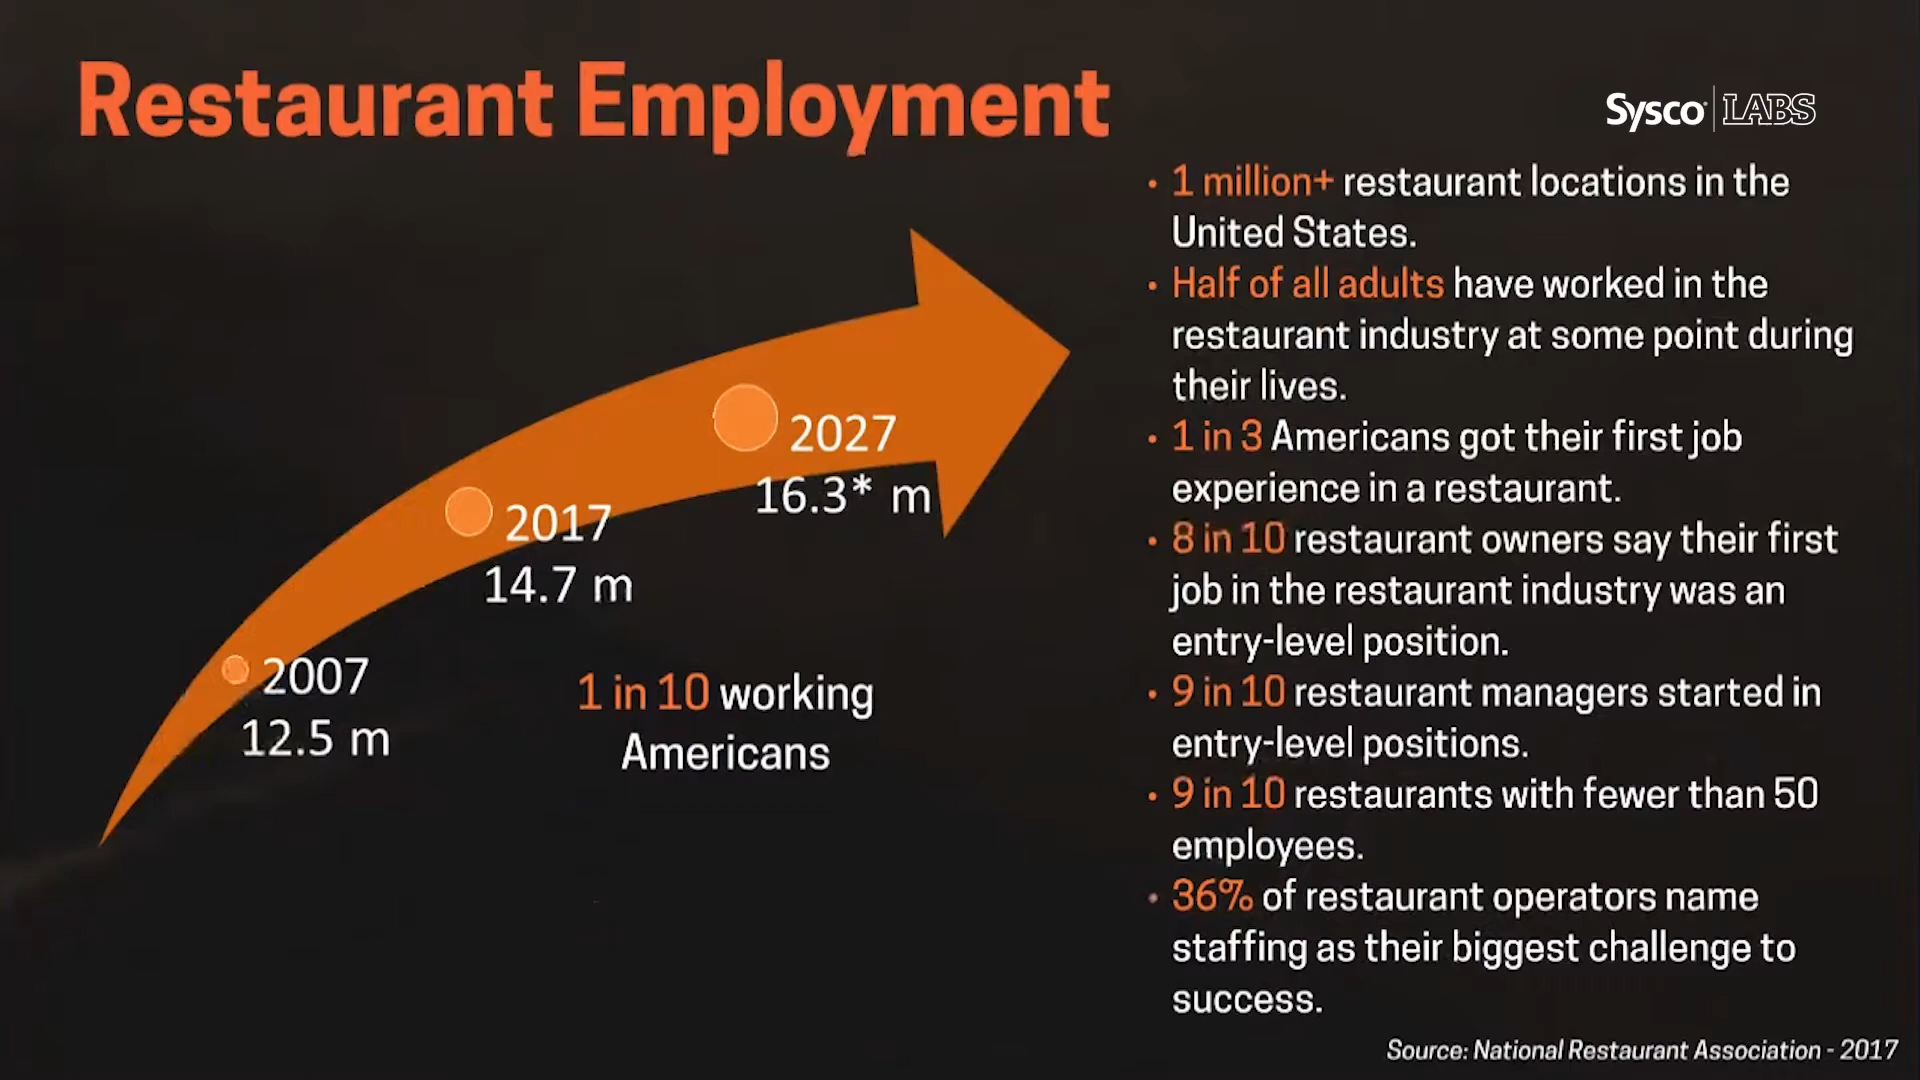 Restaurant Employment
Sysco LABS
2027
16.3* m
2017
14.7 m
2007
12.5 m
1 in 10 working
Americans
• 1 million+ restaurant locations in the
United States.
• Half of all adults have worked in the
restaurant industry at some point during
their lives.
• 1 in 3 Americans got their first job
experience in a restaurant.
• 8 in 10 restaurant owners say their first
job in the restaurant industry was an
entry-level position.
• 9 in 10 restaurant managers started in
entry-level positions.
• 9 in 10 restaurants with fewer than 50
employees.
• 36% of restaurant operators name
staffing as their biggest challenge to
success.
Source: National Restaurant Association - 2017